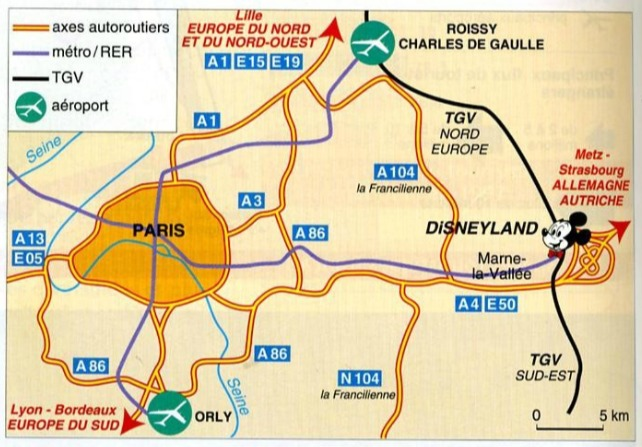 axes autoroutiers
métro/RER
TGV
aéroport
Lille
EUROPE DU NORD
ET DU NORD-OUEST
A1 E15 E19
ROISSY
CHARLES DE GAULLE
Seine
A1
TGV
NORD
EUROPE
A104
la Francilienne
Metz -
Strasbourg
ALLEMAGNE
AUTRICHE
A3
PARIS
A86
DiSNEYLAND
A13
E05
Marne-
la-Vallée
A4 E50
A86
A86
Seine
N104
la Francilienne
TGV
SUD-EST
Lyon - Bordeaux
EUROPE DU SUD
ORLY
0 5 km